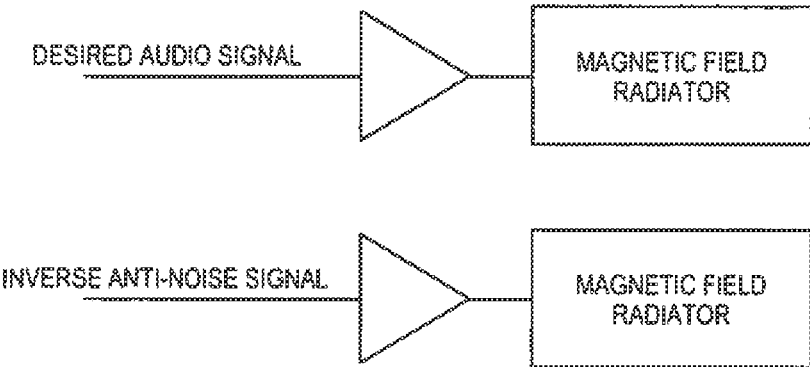 DESIRED AUDIO SIGNAL
MAGNETIC FIELD
RADIATOR
INVERSE ANTI-NOISE SIGNAL
MAGNETIC FIELD
RADIATOR